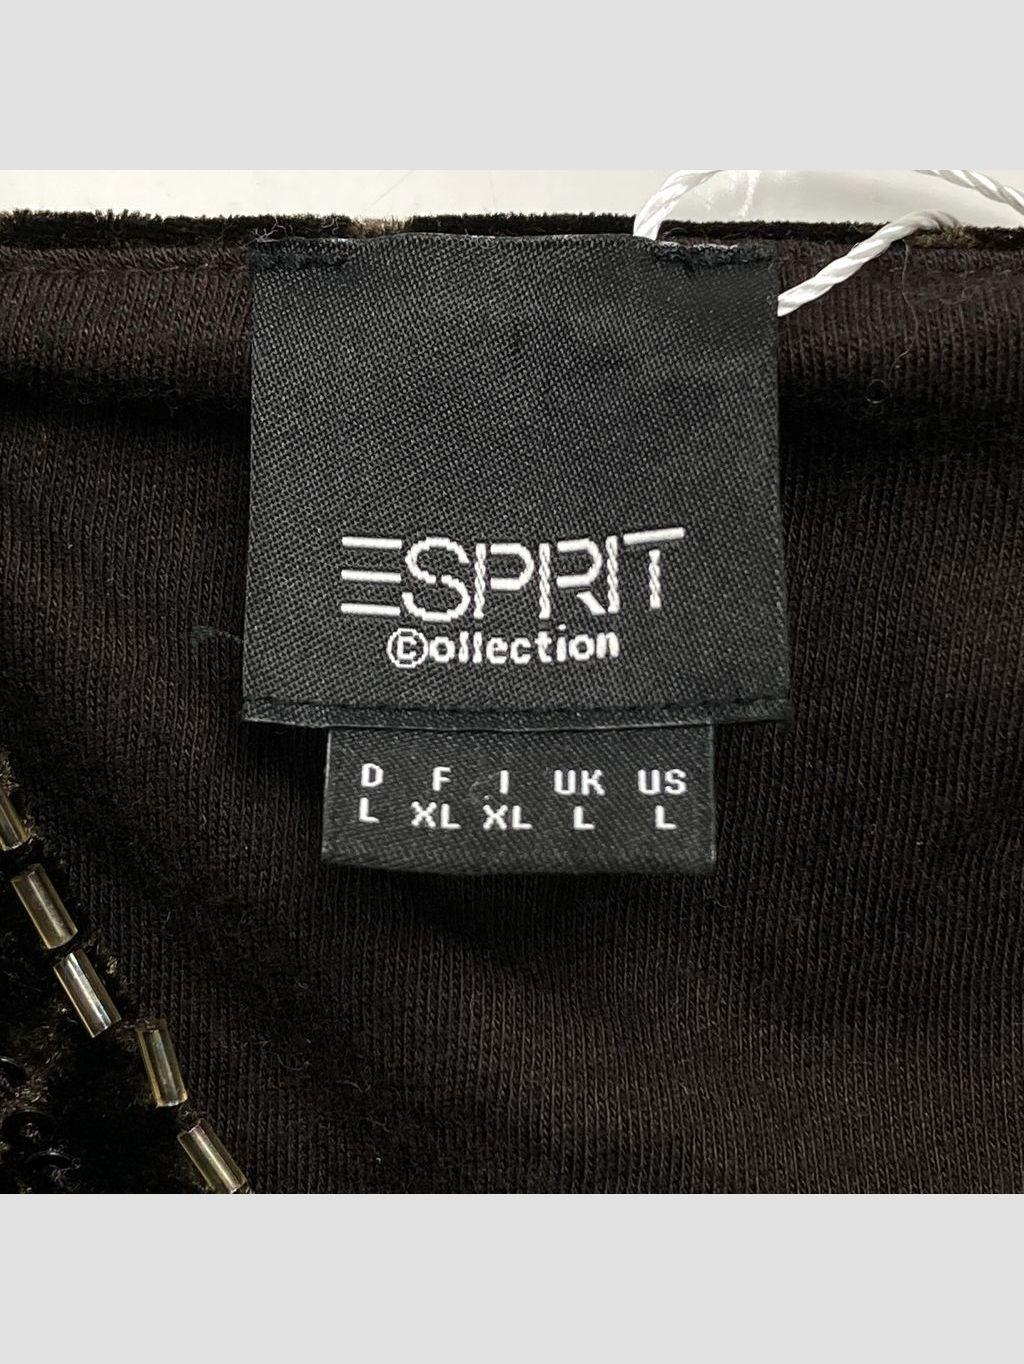 ESPRIT
©ollection
D F I UK US
L XL XL L L